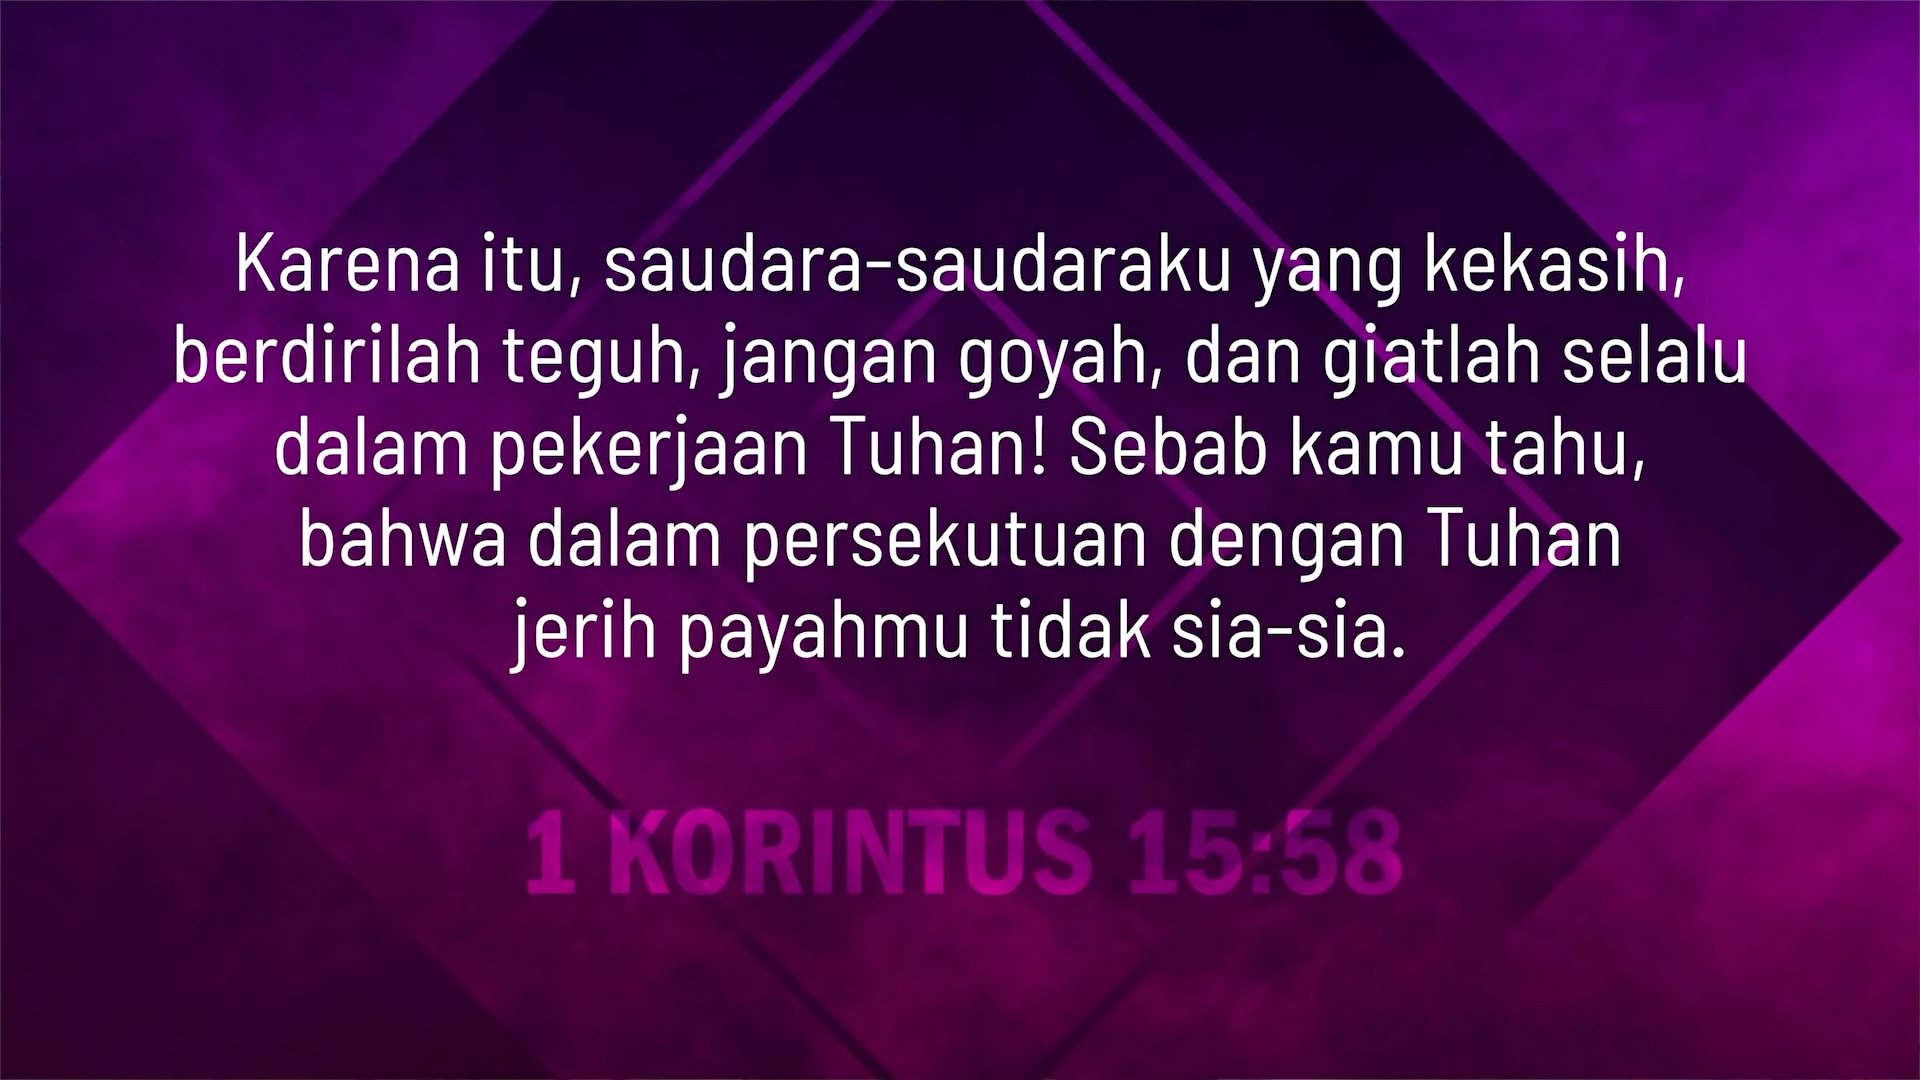 Karena itu, saudara-saudaraku yang kekasih,
berdirilah teguh, jangan goyah, dan giatlah selalu
dalam pekerjaan Tuhan! Sebab kamu tahu,
bahwa dalam persekutuan dengan Tuhan
jerih payahmu tidak sia-sia.
1 KORINTUS 15:58